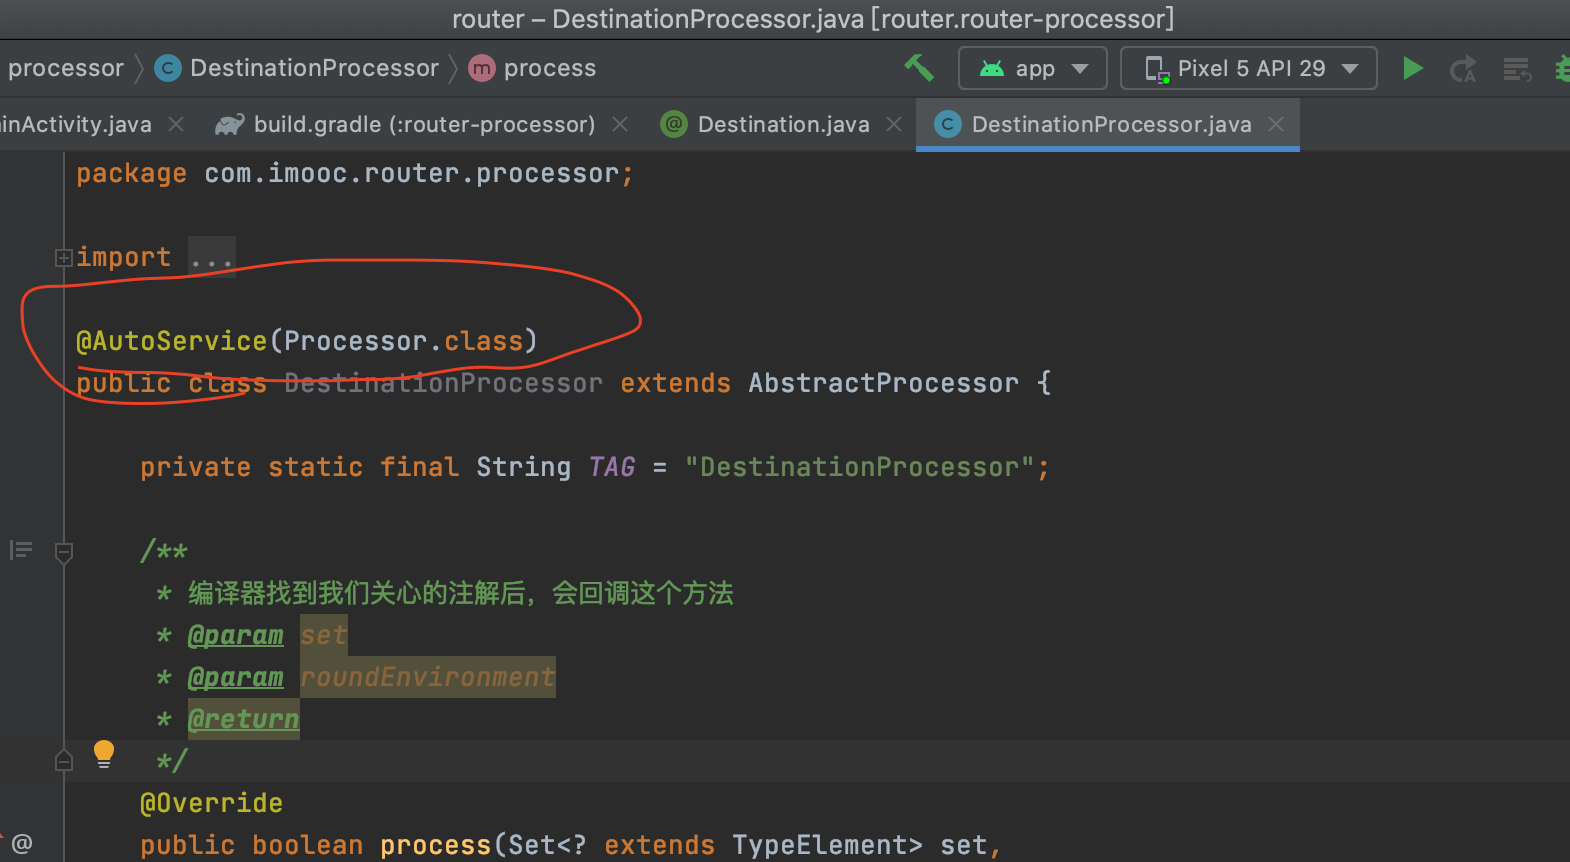 router – DestinationProcessor.java [router.router-processor]
processor C DestinationProcessor m process app Pixel 5 API 29
inActivity.java build.gradle (:router-processor) @ Destination.java C DestinationProcessor.java
package com.imooc.router.processor;
import ...
@AutoService(Processor.class)
public class DestinationProcessor extends AbstractProcessor {
private static final String TAG = "DestinationProcessor";
/**
* 编译器找到我们关心的注解后，会回调这个方法
* @param set
* @param roundEnvironment
* @return
*/
@Override
@ public boolean process(Set<? extends TypeElement> set,